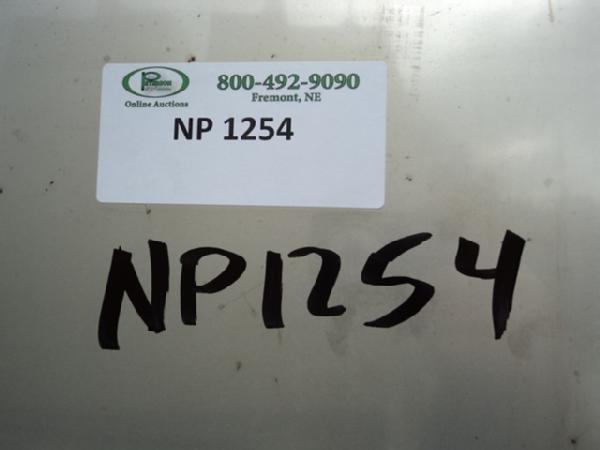 800-492-9090
Fremont, NE
Online Auctions
NP 1254
NP1254